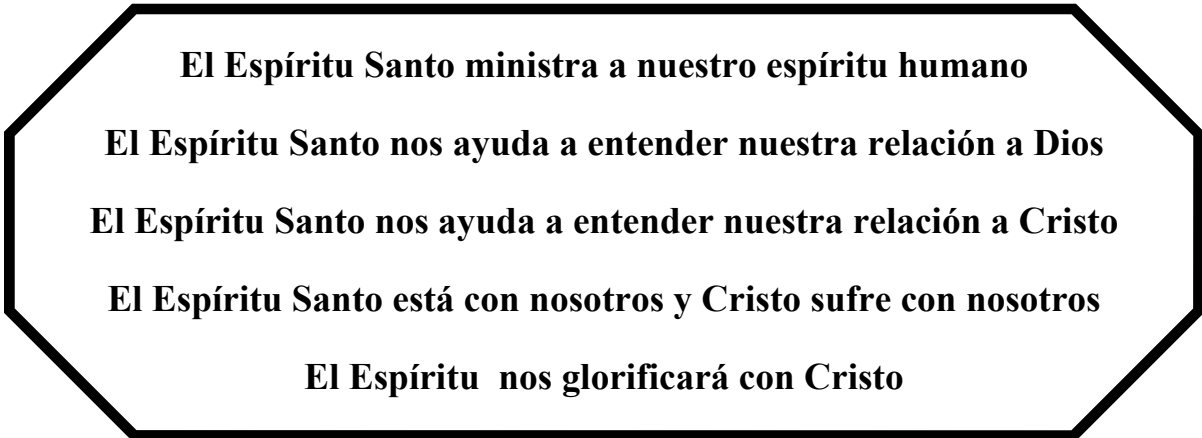 El Espíritu Santo ministra a nuestro espíritu humano
El Espíritu Santo nos ayuda a entender nuestra relación a Dios
El Espíritu Santo nos ayuda a entender nuestra relación a Cristo
El Espíritu Santo está con nosotros y Cristo sufre con nosotros
El Espíritu  nos glorificará con Cristo